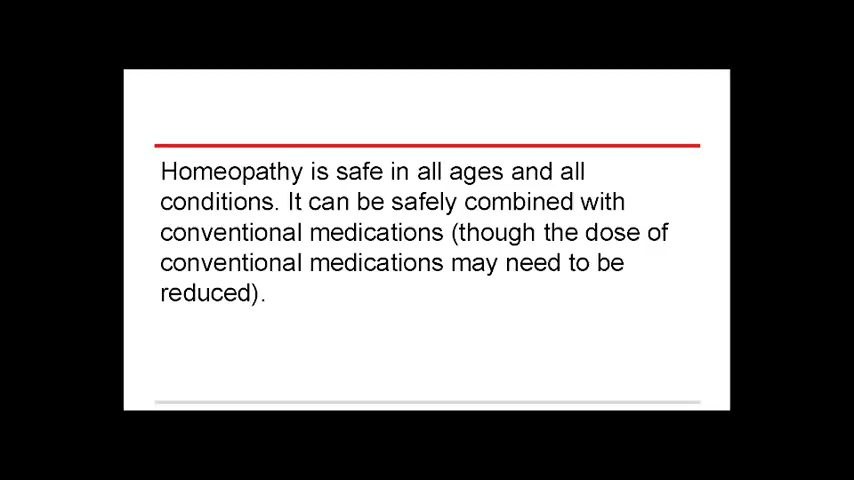 Homeopathy is safe in all ages and all
conditions. It can be safely combined with
conventional medications (though the dose of
conventional medications may need to be
reduced).